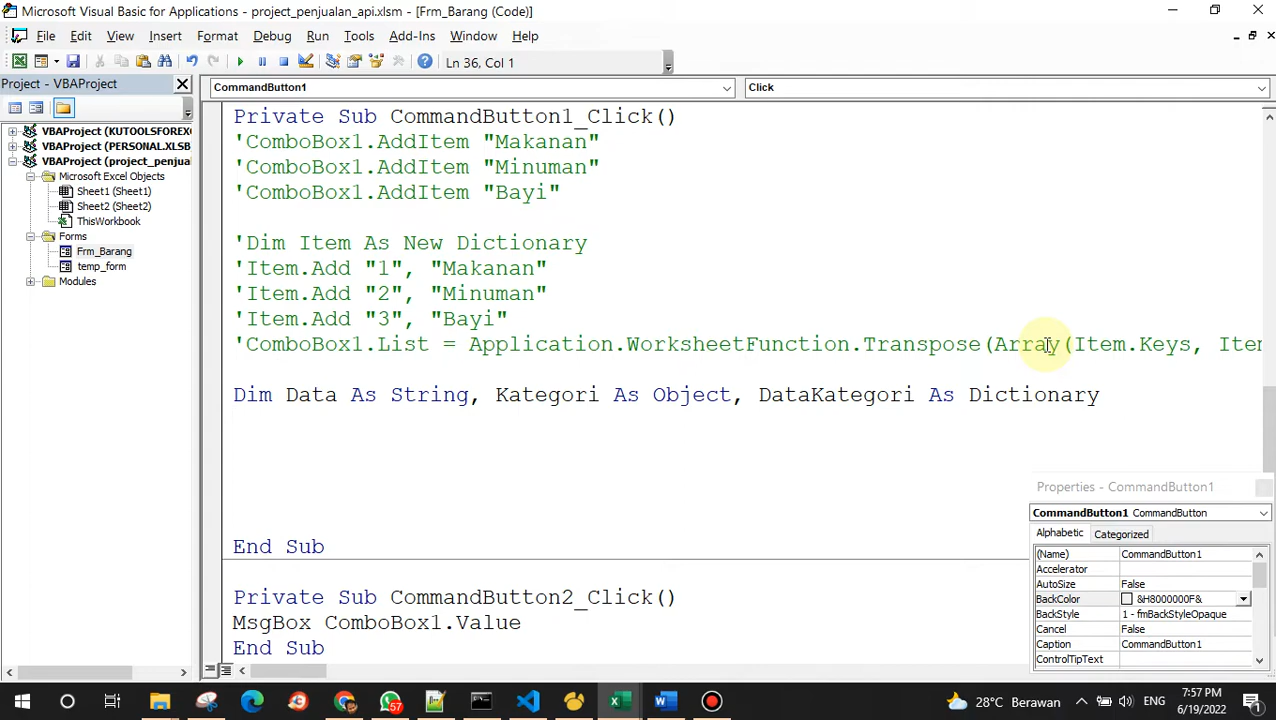 Microsoft Visual Basic for Applications - project_penjualan_api.xlsm - [Frm_Barang (Code)]
File Edit View Insert Format Debug Run Tools Add-Ins Window Help
Ln 36, Col 1
Project - VBAProject
CommandButton1
Click
VBAProject (KUTOOLSFOREX
VBAProject (PERSONAL.XLSB
VBAProject (project_penjual
Microsoft Excel Objects
Sheet1 (Sheet1)
Sheet2 (Sheet2)
ThisWorkbook
Forms
Frm_Barang
temp_form
Modules
Private Sub CommandButton1_Click()
'ComboBox1.AddItem "Makanan"
'ComboBox1.AddItem "Minuman"
'ComboBox1.AddItem "Bayi"
'Dim Item As New Dictionary
'Item.Add "1", "Makanan"
'Item.Add "2", "Minuman"
'Item.Add "3", "Bayi"
'ComboBox1.List = Application.WorksheetFunction.Transpose(Array(Item.Keys, Item
Dim Data As String, Kategori As Object, DataKategori As Dictionary
End Sub
Private Sub CommandButton2_Click()
MsgBox ComboBox1.Value
End Sub
Properties - CommandButton1
CommandButton1 CommandButton
Alphabetic Categorized
(Name) CommandButton1
Accelerator
AutoSize False
BackColor &H8000000F&
BackStyle 1 - fmBackStyleOpaque
Cancel False
Caption CommandButton1
ControlTipText
57
28°C Berawan
ENG
7:57 PM
6/19/2022
1